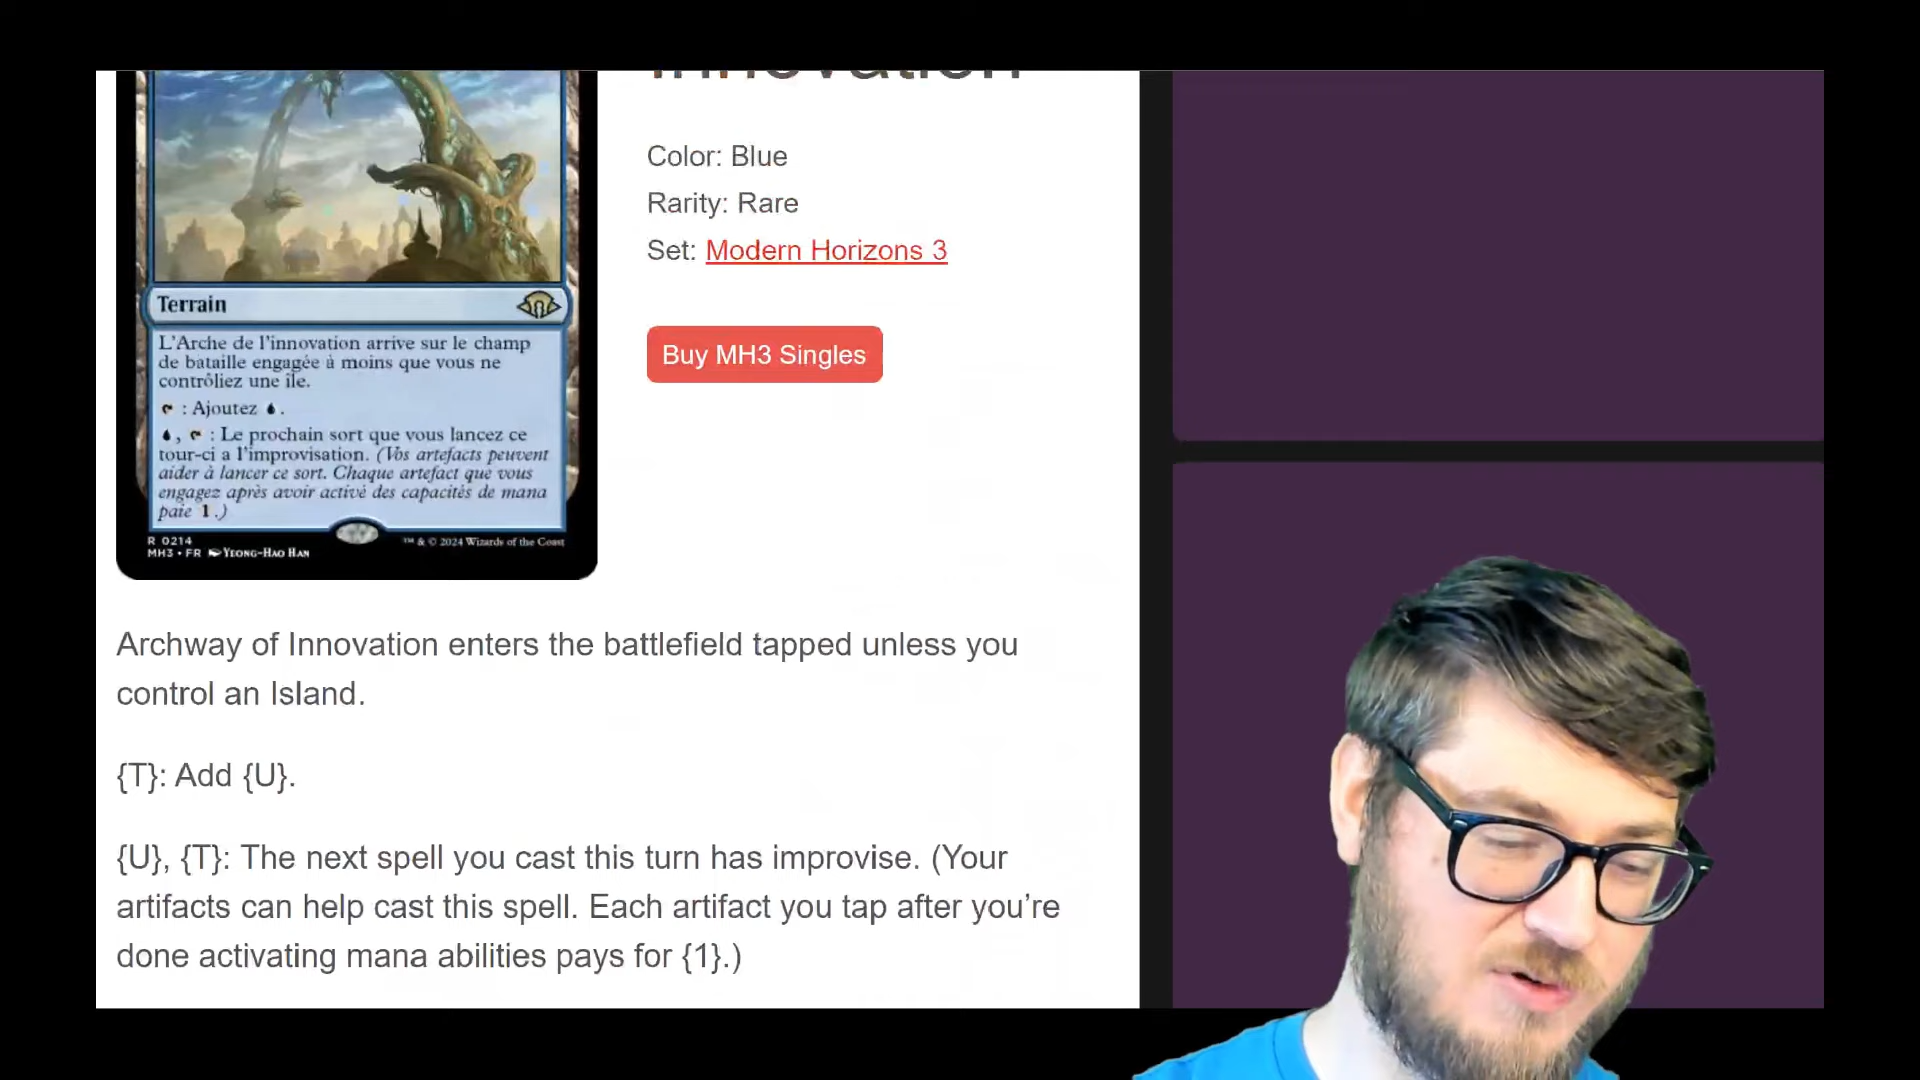 Innovation
Color: Blue
Rarity: Rare
Set: Modern Horizons 3
Buy MH3 Singles
Terrain
L'Arche de l'innovation arrive sur le champ
de bataille engagée à moins que vous ne
contrôliez une île.
: Ajoutez .
, : Le prochain sort que vous lancez ce
tour-ci a l'improvisation. (Vos artefacts peuvent
aider à lancer ce sort. Chaque artefact que vous
engagez après avoir activé des capacités de mana
paie 1.)
R 0214
MH3 • FR YEONG-HAO HAN
™ & © 2024 Wizards of the Coast
Archway of Innovation enters the battlefield tapped unless you
control an Island.
{T}: Add {U}.
{U}, {T}: The next spell you cast this turn has improvise. (Your
artifacts can help cast this spell. Each artifact you tap after you’re
done activating mana abilities pays for {1}.)